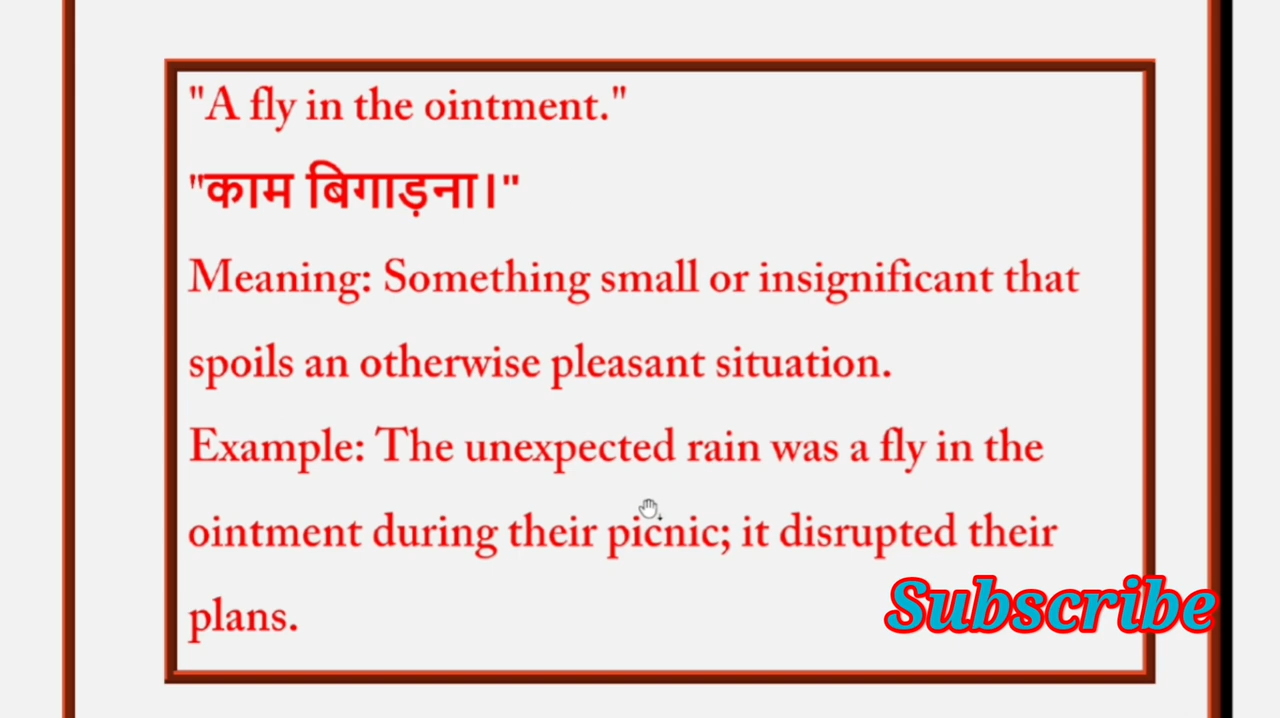 "A fly in the ointment."
"काम बिगाड़ना।"
Meaning: Something small or insignificant that
spoils an otherwise pleasant situation.
Example: The unexpected rain was a fly in the
ointment during their picnic; it disrupted their
plans.
Subscribe